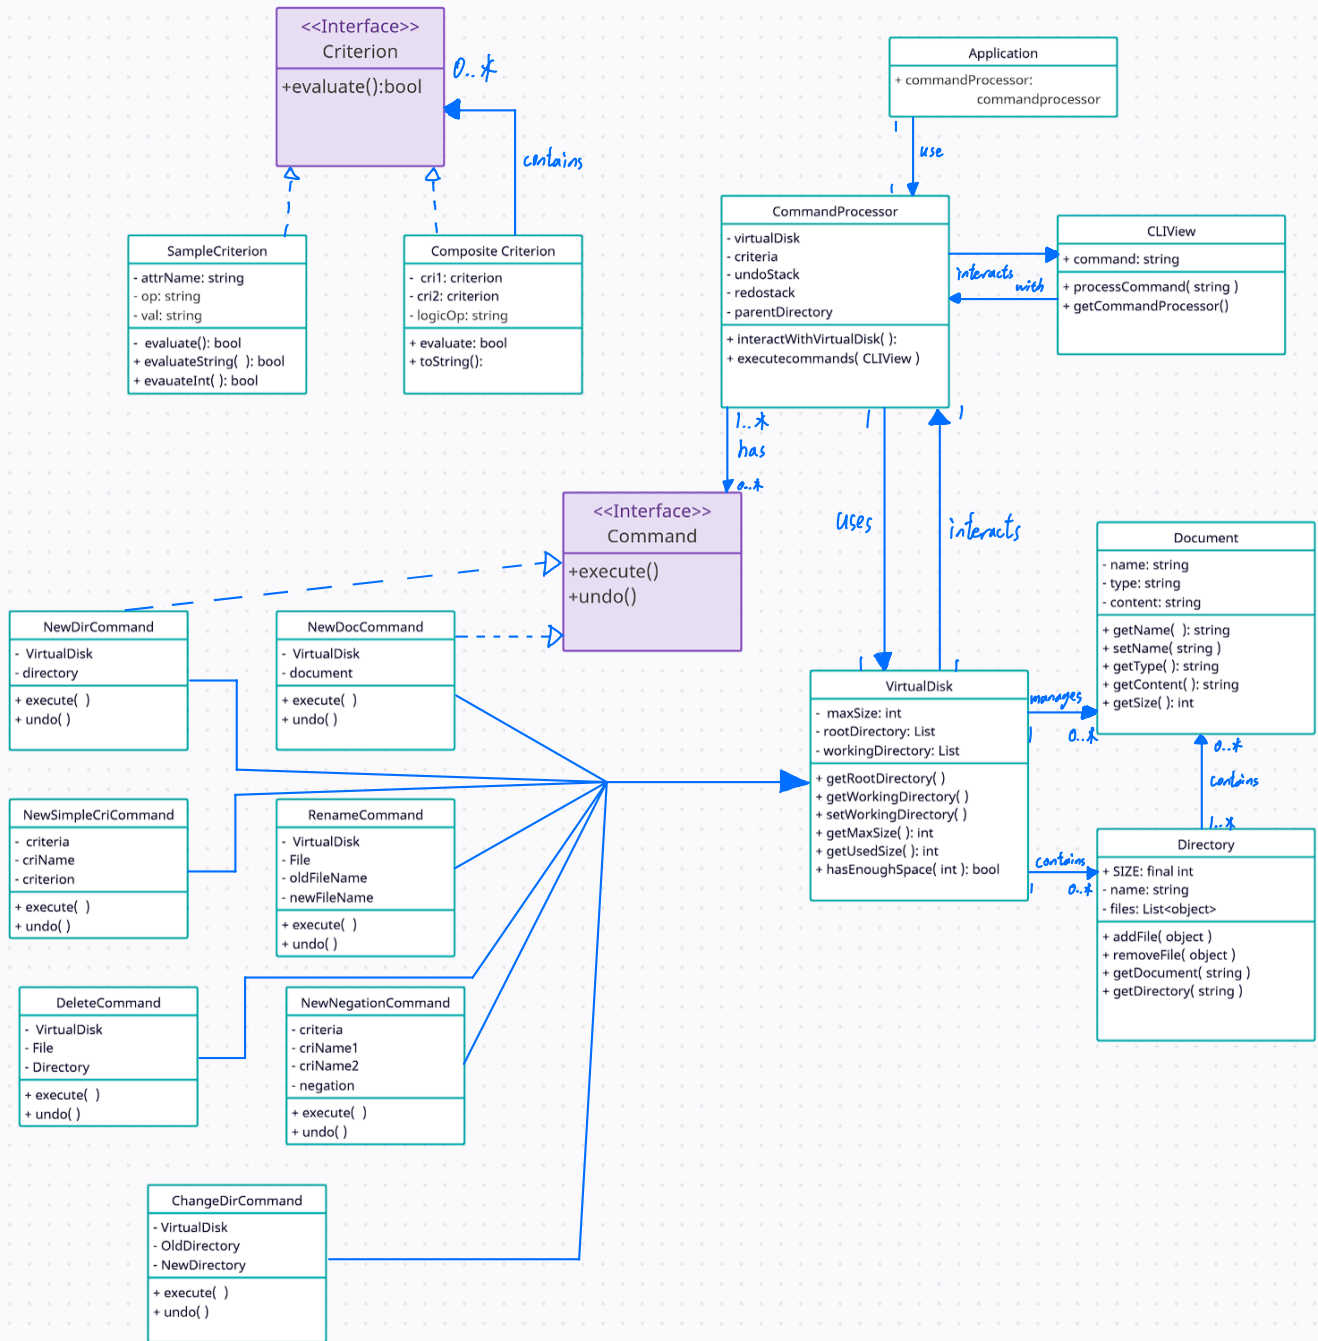 <<Interface>>
Criterion
+evaluate():bool
0..*
contains
SampleCriterion
- attrName: string
- op: string
- val: string
- evaluate(): bool
+ evaluateString( ): bool
+ evauateInt( ): bool
Composite Criterion
- cri1: criterion
- cri2: criterion
- logicOp: string
+ evaluate: bool
+ toString():
Application
+ commandProcessor:
commandprocessor
1
use
1
CommandProcessor
- virtualDisk
- criteria
- undoStack
- redostack
- parentDirectory
+ interactWithVirtualDisk( ):
+ executecommands( CLIView )
interacts
with
CLIView
+ command: string
+ processCommand( string )
+ getCommandProcessor()
1..*
has
0..*
1
1
uses
interacts
1
1
<<Interface>>
Command
+execute()
+undo()
NewDirCommand
- VirtualDisk
- directory
+ execute( )
+ undo( )
NewDocCommand
- VirtualDisk
- document
+ execute( )
+ undo( )
NewSimpleCriCommand
- criteria
- criName
- criterion
+ execute( )
+ undo( )
RenameCommand
- VirtualDisk
- File
- oldFileName
- newFileName
+ execute( )
+ undo( )
DeleteCommand
- VirtualDisk
- File
- Directory
+ execute( )
+ undo( )
NewNegationCommand
- criteria
- criName1
- criName2
- negation
+ execute( )
+ undo( )
ChangeDirCommand
- VirtualDisk
- OldDirectory
- NewDirectory
+ execute( )
+ undo( )
VirtualDisk
- maxSize: int
- rootDirectory: List
- workingDirectory: List
+ getRootDirectory( )
+ getWorkingDirectory( )
+ setWorkingDirectory( )
+ getMaxSize( ): int
+ getUsedSize( ): int
+ hasEnoughSpace( int ): bool
manages
1
0..*
contains
1
0..*
Document
- name: string
- type: string
- content: string
+ getName( ): string
+ setName( string )
+ getType( ): string
+ getContent( ): string
+ getSize( ): int
0..*
contains
1..*
Directory
+ SIZE: final int
- name: string
- files: List<object>
+ addFile( object )
+ removeFile( object )
+ getDocument( string )
+ getDirectory( string )